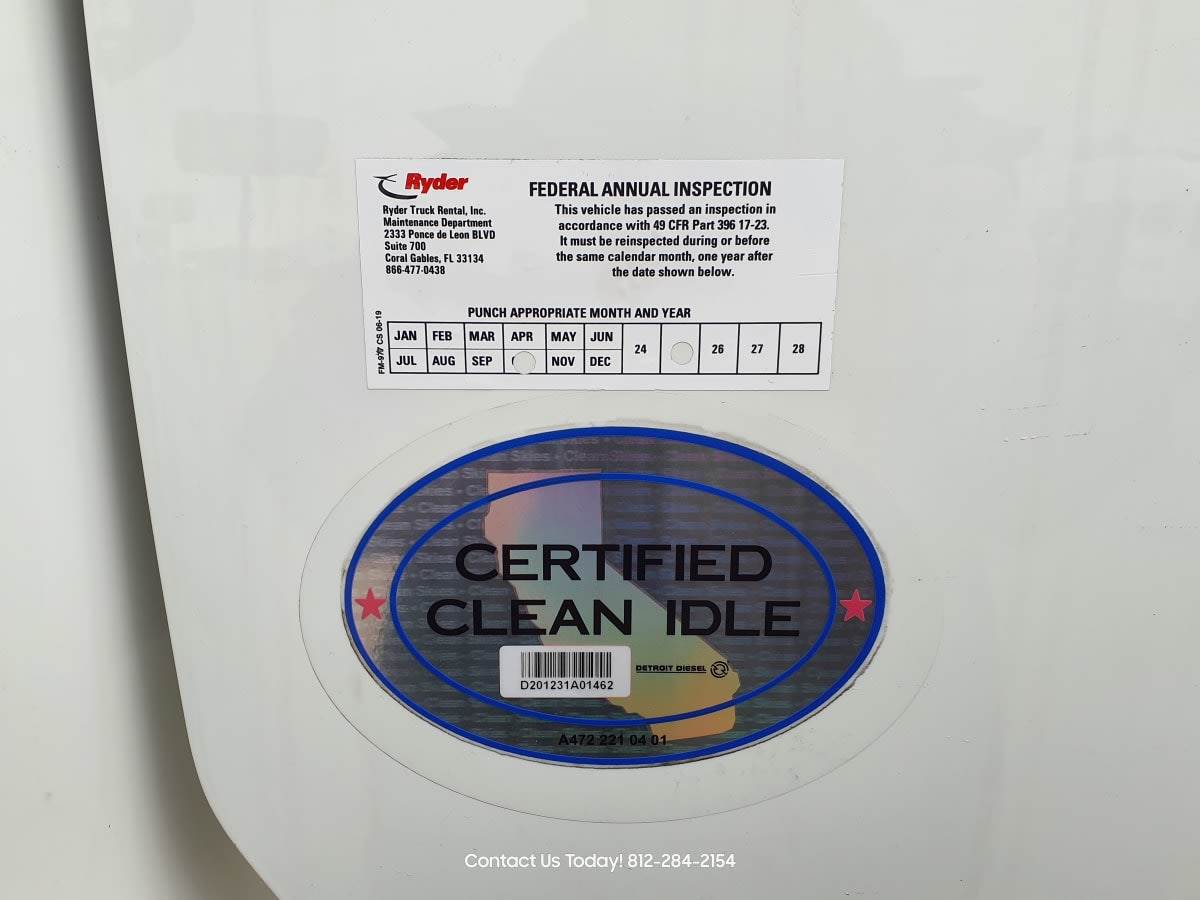 Ryder
Ryder Truck Rental, Inc.
Maintenance Department
2333 Ponce de Leon BLVD
Suite 700
Coral Gables, FL 33134
866-477-0438
FEDERAL ANNUAL INSPECTION
This vehicle has passed an inspection in
accordance with 49 CFR Part 396 17-23.
It must be reinspected during or before
the same calendar month, one year after
the date shown below.
PUNCH APPROPRIATE MONTH AND YEAR
JAN FEB MAR APR MAY JUN
JUL AUG SEP NOV DEC
24 26 27 28
CS 06-19
CERTIFIED
CLEAN IDLE
D201231A01462
DETROIT DIESEL
A472 221 04 01
Contact Us Today! 812-284-2154